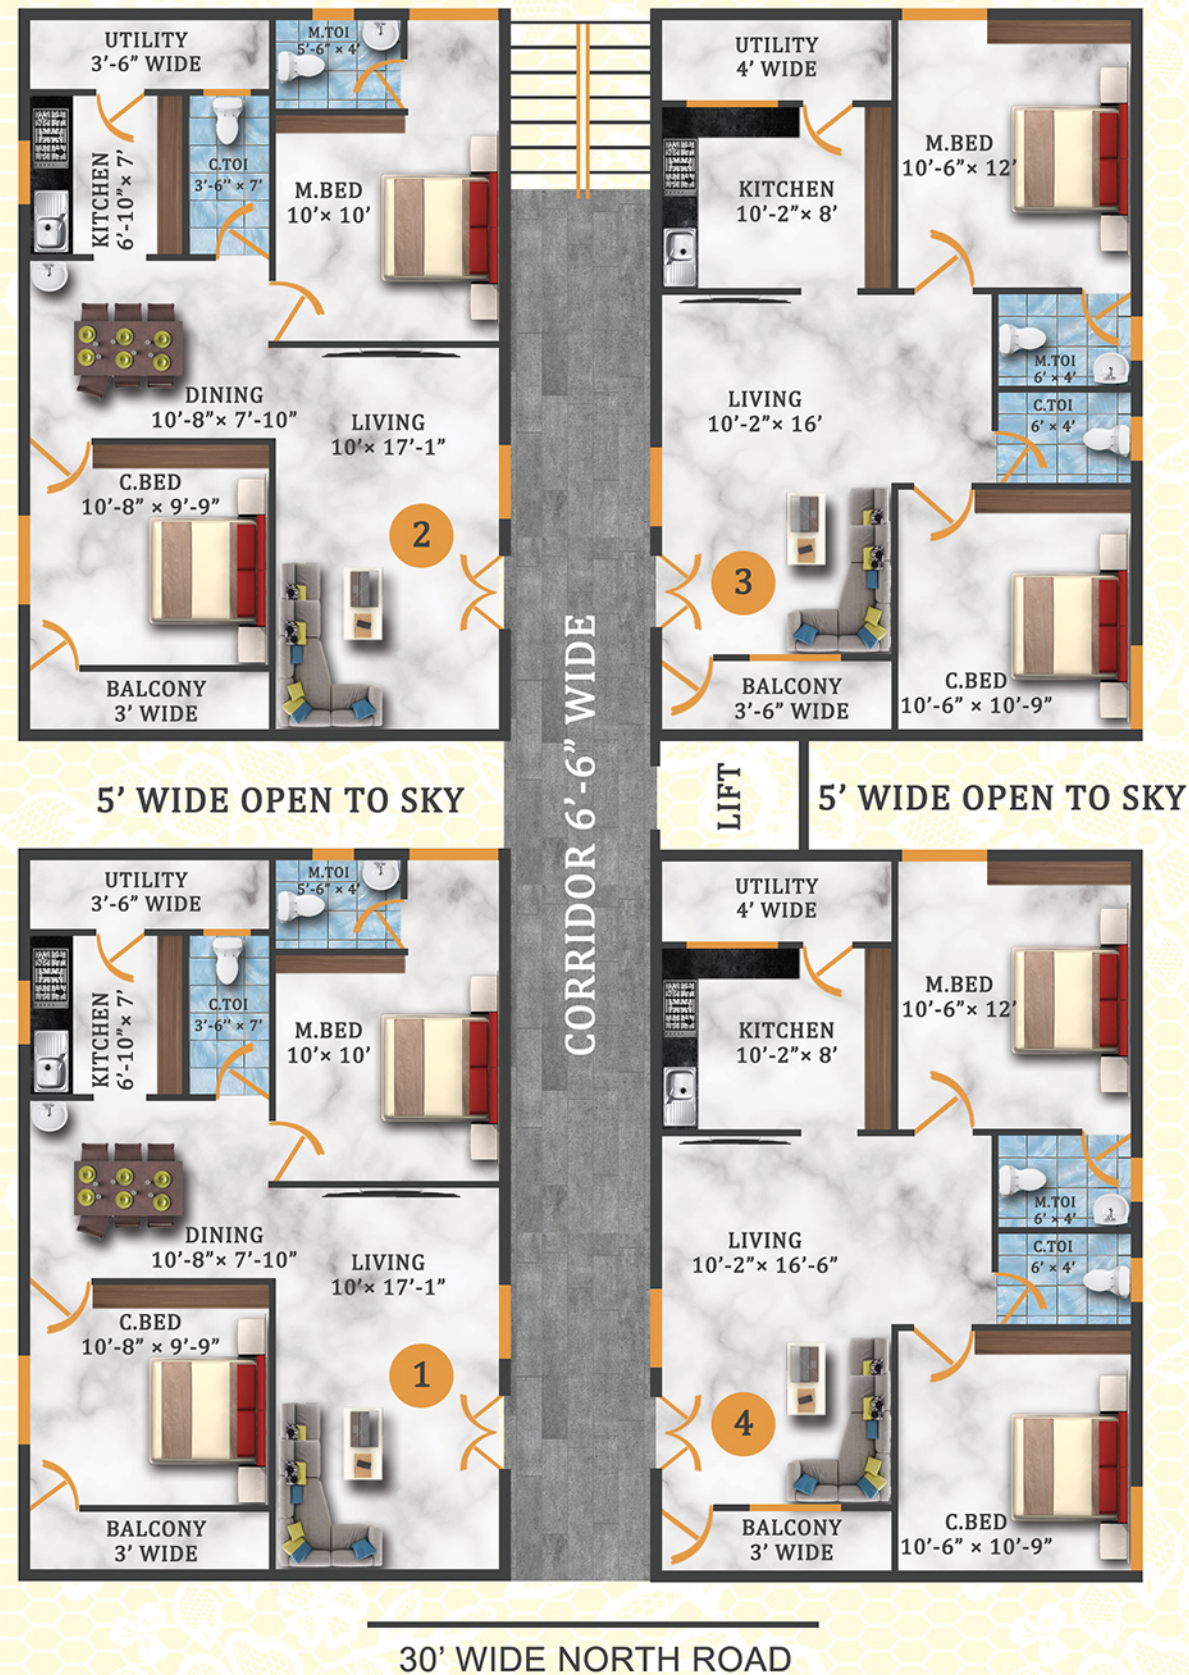 UTILITY
3'-6" WIDE
M.TOI
5'-6" × 4'
KITCHEN
6'-10"× 7'
C.TOI
3'-6" × 7'
M.BED
10'× 10'
DINING
10'-8"× 7'-10"
LIVING
10'× 17'-1"
C.BED
10'-8" × 9'-9"
2
BALCONY
3' WIDE
UTILITY
4' WIDE
M.BED
10'-6"× 12'
KITCHEN
10'-2"× 8'
M.TOI
6' × 4'
C.TOI
6' × 4'
LIVING
10'-2"× 16'
3
BALCONY
3'-6" WIDE
C.BED
10'-6" × 10'-9"
CORRIDOR 6'-6" WIDE
5' WIDE OPEN TO SKY
LIFT
5' WIDE OPEN TO SKY
UTILITY
3'-6" WIDE
M.TOI
5'-6" × 4'
KITCHEN
6'-10"× 7'
C.TOI
3'-6" × 7'
M.BED
10'× 10'
DINING
10'-8"× 7'-10"
LIVING
10'× 17'-1"
C.BED
10'-8" × 9'-9"
1
BALCONY
3' WIDE
UTILITY
4' WIDE
M.BED
10'-6"× 12'
KITCHEN
10'-2"× 8'
M.TOI
6' × 4'
C.TOI
6' × 4'
LIVING
10'-2"× 16'-6"
4
BALCONY
3' WIDE
C.BED
10'-6" × 10'-9"
30' WIDE NORTH ROAD